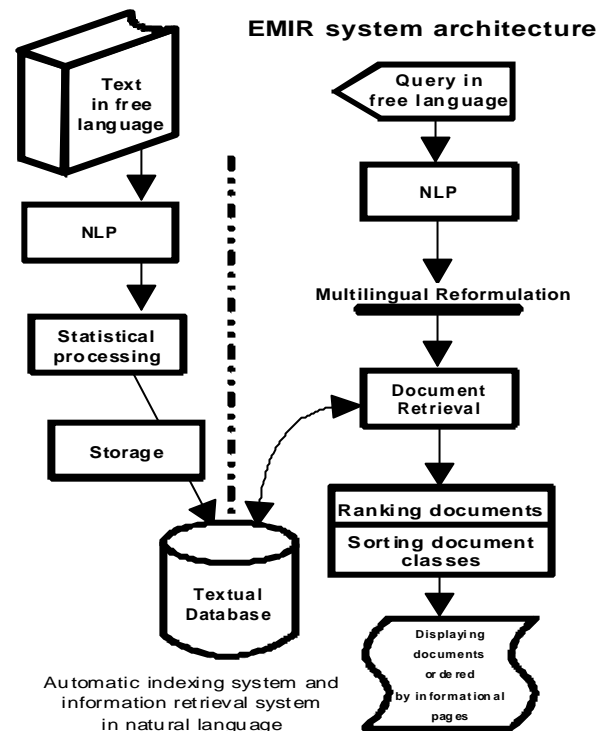 EMIR system architecture
Text
in free
language
NLP
Statistical
processing
Storage
Textual
Database
Automatic indexing system and
information retrieval system
in natural language
Query in
free language
NLP
Multilingual Reformulation
Document
Retrieval
Ranking documents
Sorting document
classes
Displaying
documents
ordered
by informational
pages